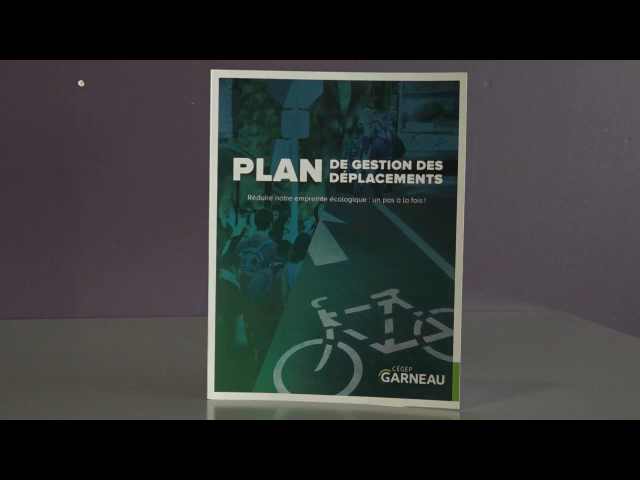 PLAN DE GESTION DES
DÉPLACEMENTS
Réduire notre empreinte écologique : un pas à la fois !
CÉGEP
GARNEAU